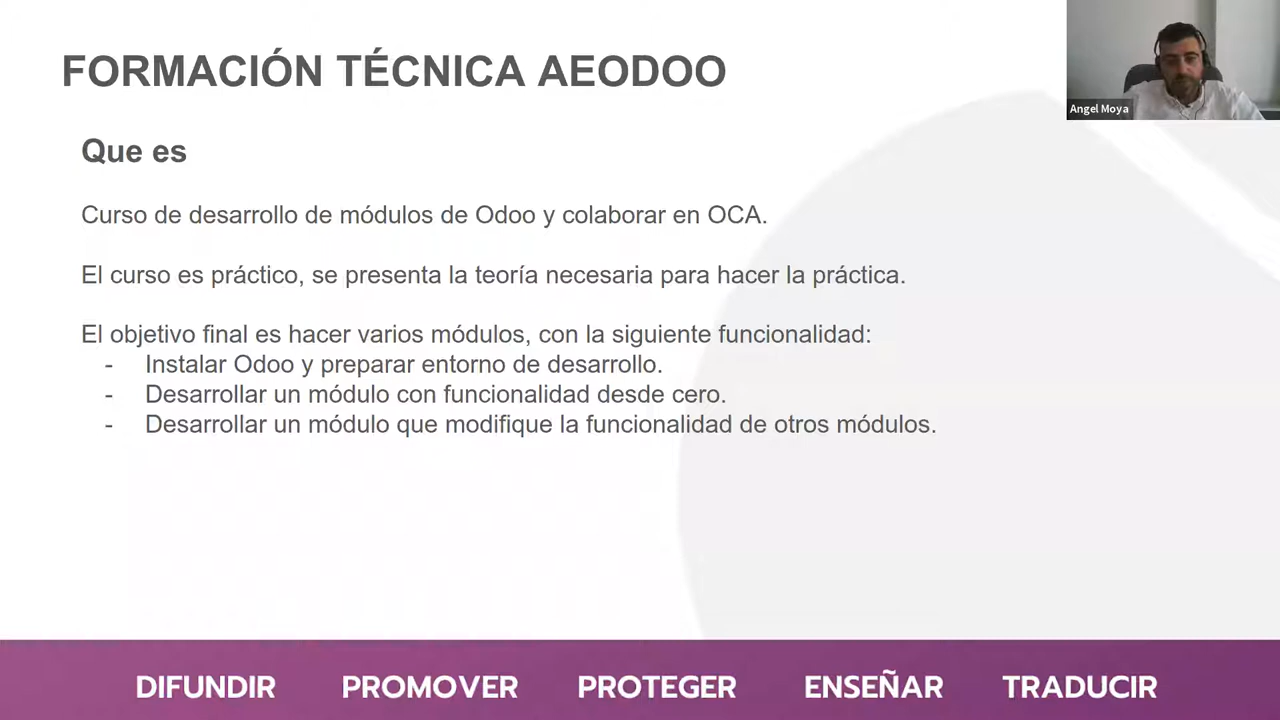 FORMACIÓN TÉCNICA AEODOO
Angel Moya
Que es
Curso de desarrollo de módulos de Odoo y colaborar en OCA.
El curso es práctico, se presenta la teoría necesaria para hacer la práctica.
El objetivo final es hacer varios módulos, con la siguiente funcionalidad:
- Instalar Odoo y preparar entorno de desarrollo.
- Desarrollar un módulo con funcionalidad desde cero.
- Desarrollar un módulo que modifique la funcionalidad de otros módulos.
DIFUNDIR PROMOVER PROTEGER ENSEÑAR TRADUCIR